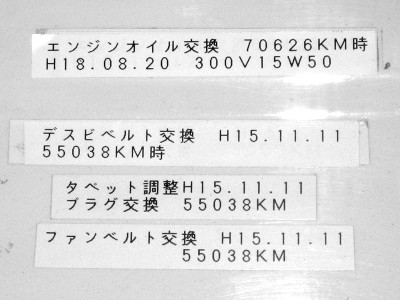 エンジンオイル交換 70626KM時
H18.08.20 300V15W50
デスビベルト交換 H15.11.11
55038KM時
タペット調整H15.11.11
プラグ交換 55038KM
ファンベルト交換 H15.11.11
55038KM